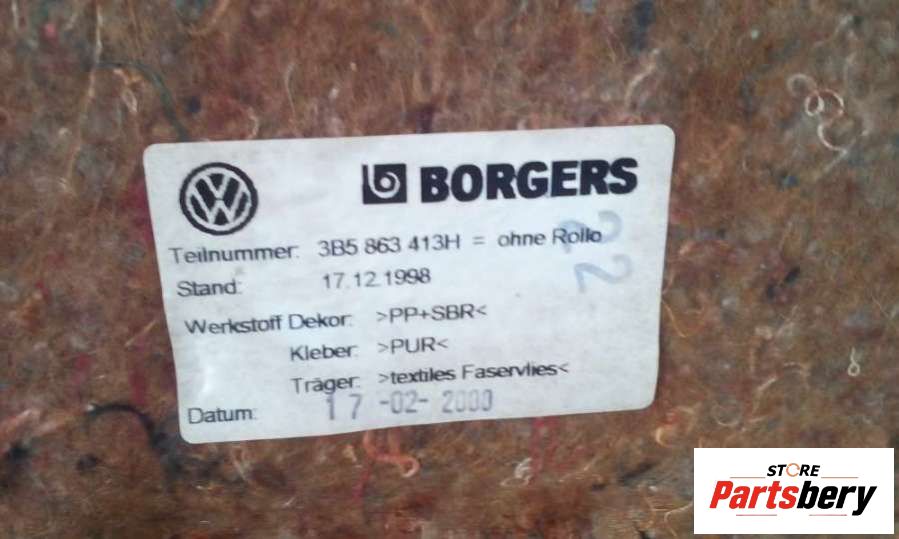 VW BORGERS
Teilnummer: 3B5 863 413H = ohne Rollo
Stand: 17.12.1998
Werkstoff Dekor: >PP+SBR<
Kleber: >PUR<
Träger: >textiles Faservlies<
Datum: 17 -02- 2000
STORE
Partsbery